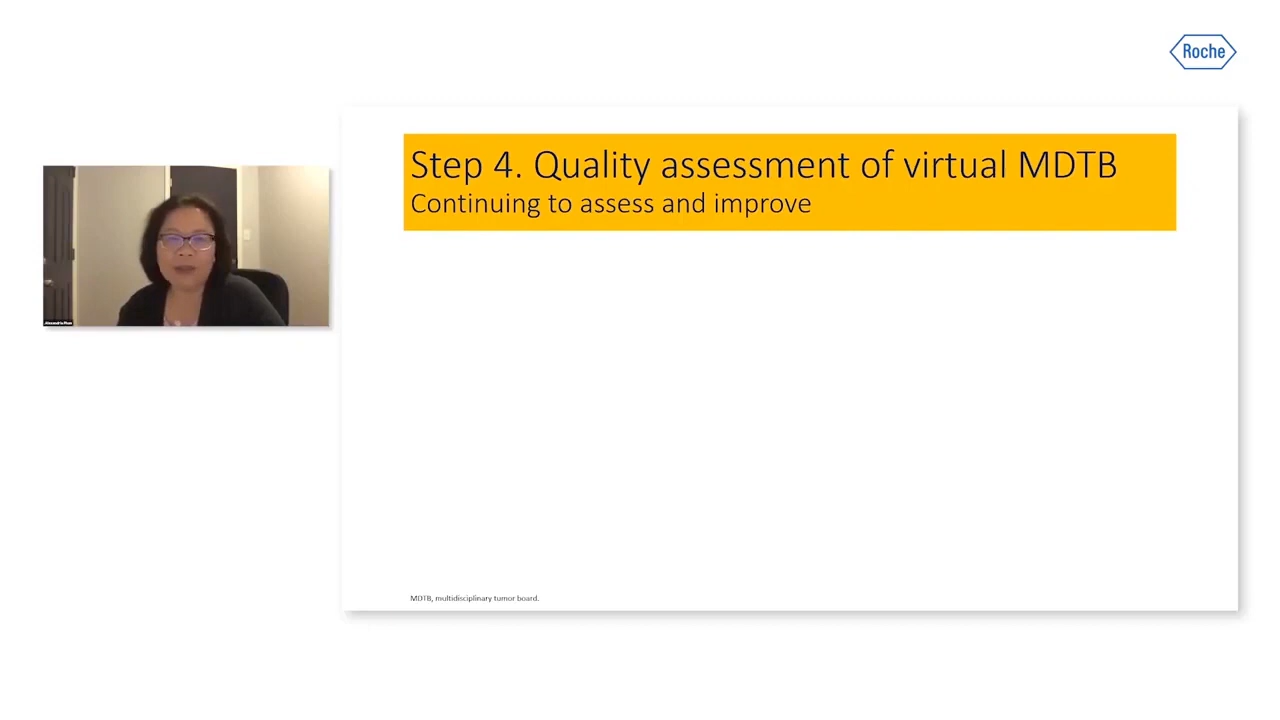 Roche
Step 4. Quality assessment of virtual MDTB
Continuing to assess and improve
MDTB, multidisciplinary tumor board.